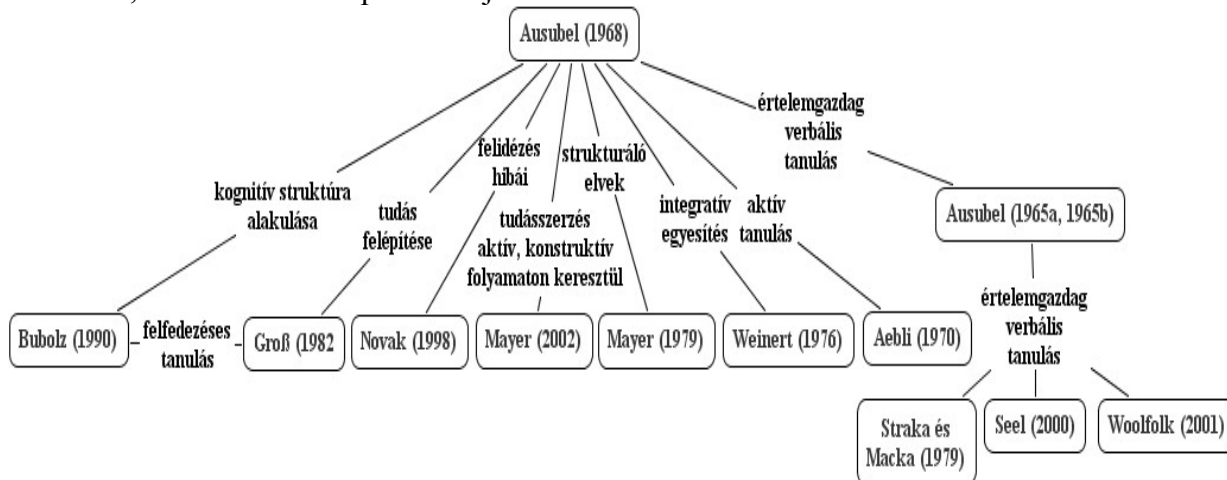 Ausubel (1968)
értelemgazdag
verbális
tanulás
felidézés
hibái
strukturáló
elvek
kognitív struktúra
alakulása
tudás
felépítése
tudásszerzés
aktív, konstruktív
folyamaton keresztül
integratív
egyesítés
aktív
tanulás
Ausubel (1965a, 1965b)
értelemgazdag
verbális
tanulás
Bubolz (1990)
felfedezéses
tanulás
Groß (1982
Novak (1998)
Mayer (2002)
Mayer (1979)
Weinert (1976)
Aebli (1970)
Straka és
Macka (1979)
Seel (2000)
Woolfolk (2001)